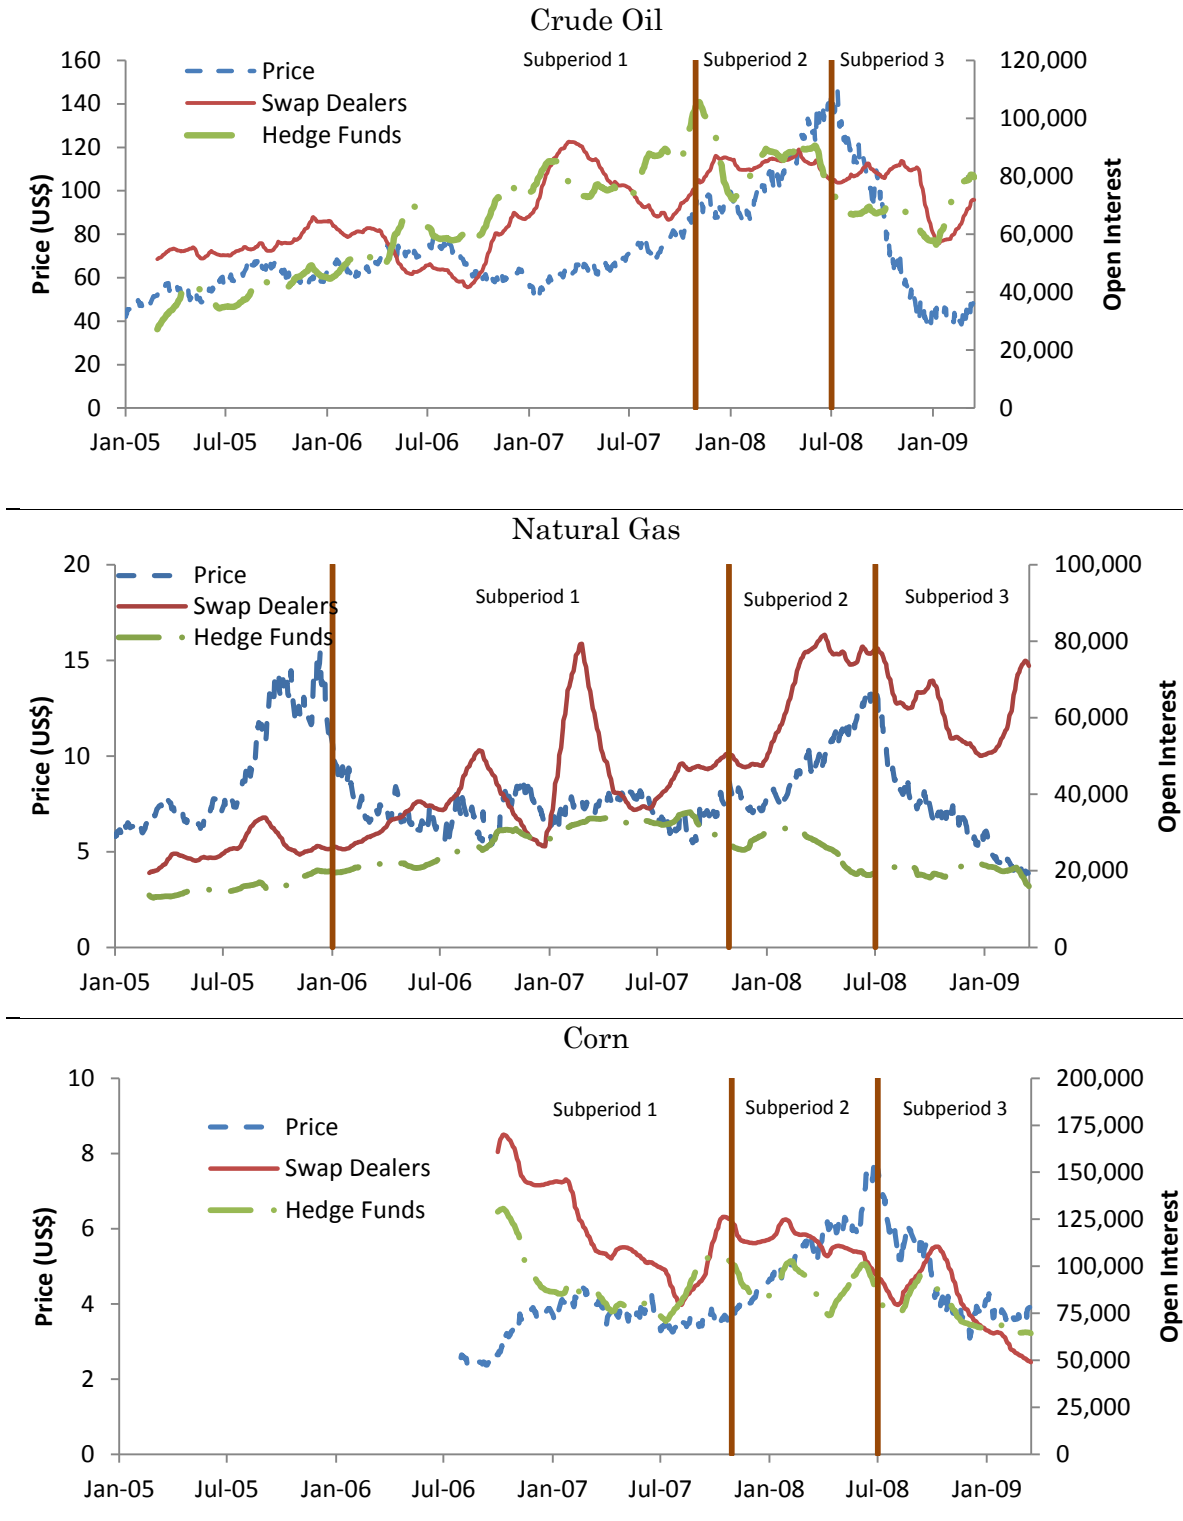 Crude Oil
Subperiod 1 Subperiod 2 Subperiod 3
Price
Swap Dealers
Hedge Funds
160
140
120
100
80
60
40
20
0
Price (US$)
120,000
100,000
80,000
60,000
40,000
20,000
0
Open Interest
Jan-05 Jul-05 Jan-06 Jul-06 Jan-07 Jul-07 Jan-08 Jul-08 Jan-09
Natural Gas
Price
Swap Dealers
Hedge Funds
Subperiod 1 Subperiod 2 Subperiod 3
20
15
10
5
0
Price (US$)
100,000
80,000
60,000
40,000
20,000
0
Open Interest
Jan-05 Jul-05 Jan-06 Jul-06 Jan-07 Jul-07 Jan-08 Jul-08 Jan-09
Corn
Subperiod 1 Subperiod 2 Subperiod 3
Price
Swap Dealers
Hedge Funds
10
8
6
4
2
0
Price (US$)
200,000
175,000
150,000
125,000
100,000
75,000
50,000
25,000
0
Open Interest
Jan-05 Jul-05 Jan-06 Jul-06 Jan-07 Jul-07 Jan-08 Jul-08 Jan-09